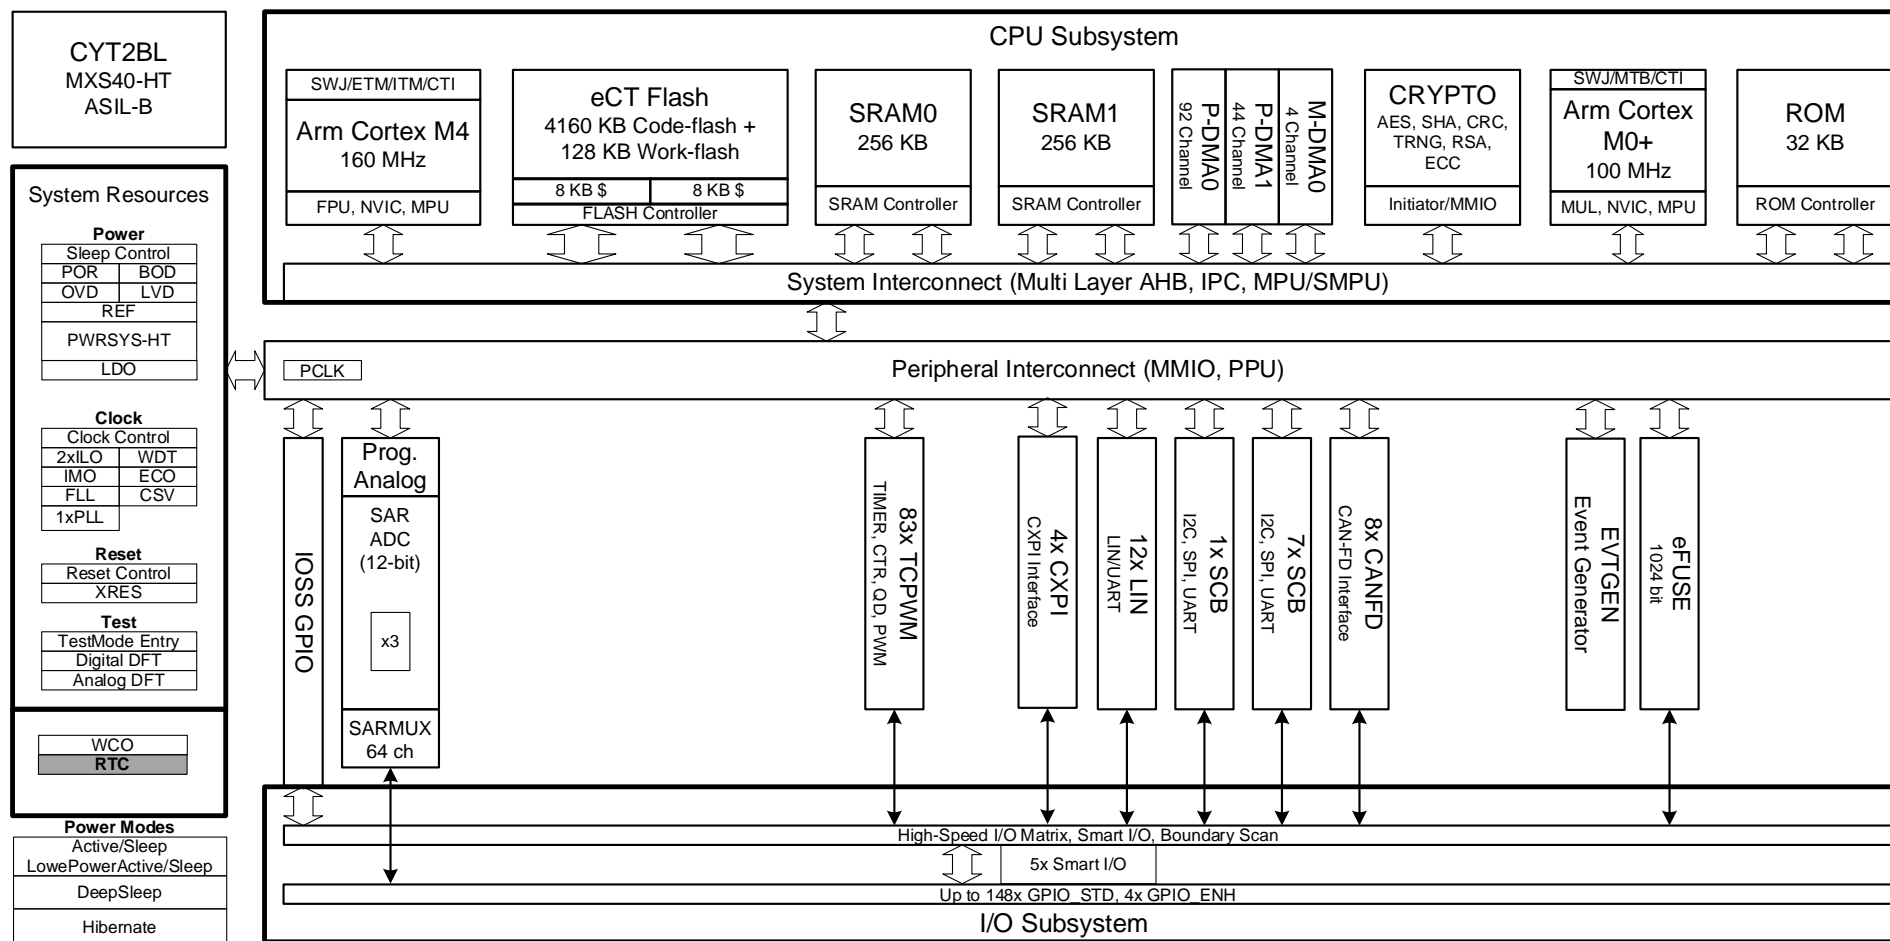 CYT2BL
MXS40-HT
ASIL-B
System Resources
Power
Sleep Control
POR
BOD
OVD
LVD
REF
PWRSYS-HT
LDO
Clock
Clock Control
2xILO
WDT
IMO
ECO
FLL
CSV
1xPLL
Reset
Reset Control
XRES
Test
TestMode Entry
Digital DFT
Analog DFT
WCO
RTC
Power Modes
Active/Sleep
LowePowerActive/Sleep
DeepSleep
Hibernate
CPU Subsystem
SWJ/ETM/ITM/CTI
Arm Cortex M4
160 MHz
FPU, NVIC, MPU
eCT Flash
4160 KB Code-flash +
128 KB Work-flash
8 KB $
8 KB $
FLASH Controller
SRAM0
256 KB
SRAM Controller
SRAM1
256 KB
SRAM Controller
P-DMA0
92 Channel
P-DMA1
44 Channel
M-DMA0
4 Channel
CRYPTO
AES, SHA, CRC,
TRNG, RSA,
ECC
Initiator/MMIO
SWJ/MTB/CTI
Arm Cortex
M0+
100 MHz
MUL, NVIC, MPU
ROM
32 KB
ROM Controller
System Interconnect (Multi Layer AHB, IPC, MPU/SMPU)
PCLK
Peripheral Interconnect (MMIO, PPU)
IOSS GPIO
Prog.
Analog
SAR
ADC
(12-bit)
x3
SARMUX
64 ch
83x TCPWM
TIMER, CTR, QD, PWM
4x CXPI
CXPI Interface
12x LIN
LIN/UART
1x SCB
I2C, SPI, UART
7x SCB
I2C, SPI, UART
8x CANFD
CAN-FD Interface
EVTGEN
Event Generator
eFUSE
1024 bit
High-Speed I/O Matrix, Smart I/O, Boundary Scan
5x Smart I/O
Up to 148x GPIO_STD, 4x GPIO_ENH
I/O Subsystem